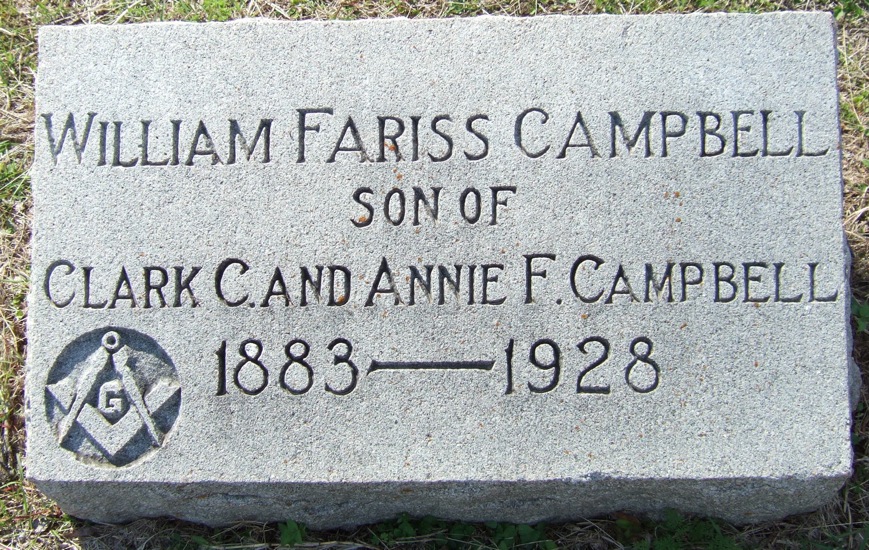 WILLIAM FARISS CAMPBELL
SON OF
CLARK C. AND ANNIE F. CAMPBELL
1883—1928
G